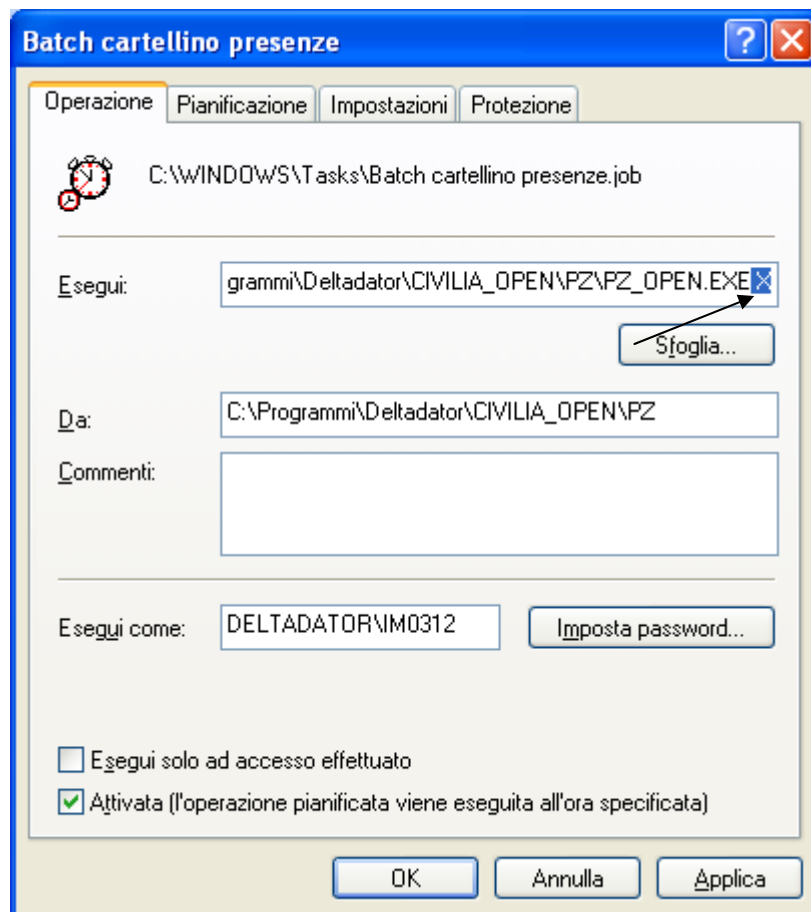 Batch cartellino presenze
Operazione Pianificazione Impostazioni Protezione
C:\WINDOWS\Tasks\Batch cartellino presenze.job
Esegui: grammi\Deltadator\CIVILIA_OPEN\PZ\PZ_OPEN.EXE X
Sfoglia...
Da: C:\Programmi\Deltadator\CIVILIA_OPEN\PZ
Commenti:
Esegui come: DELTADATOR\IM0312 Imposta password...
Esegui solo ad accesso effettuato
Attivata (l'operazione pianificata viene eseguita all'ora specificata)
OK Annulla Applica